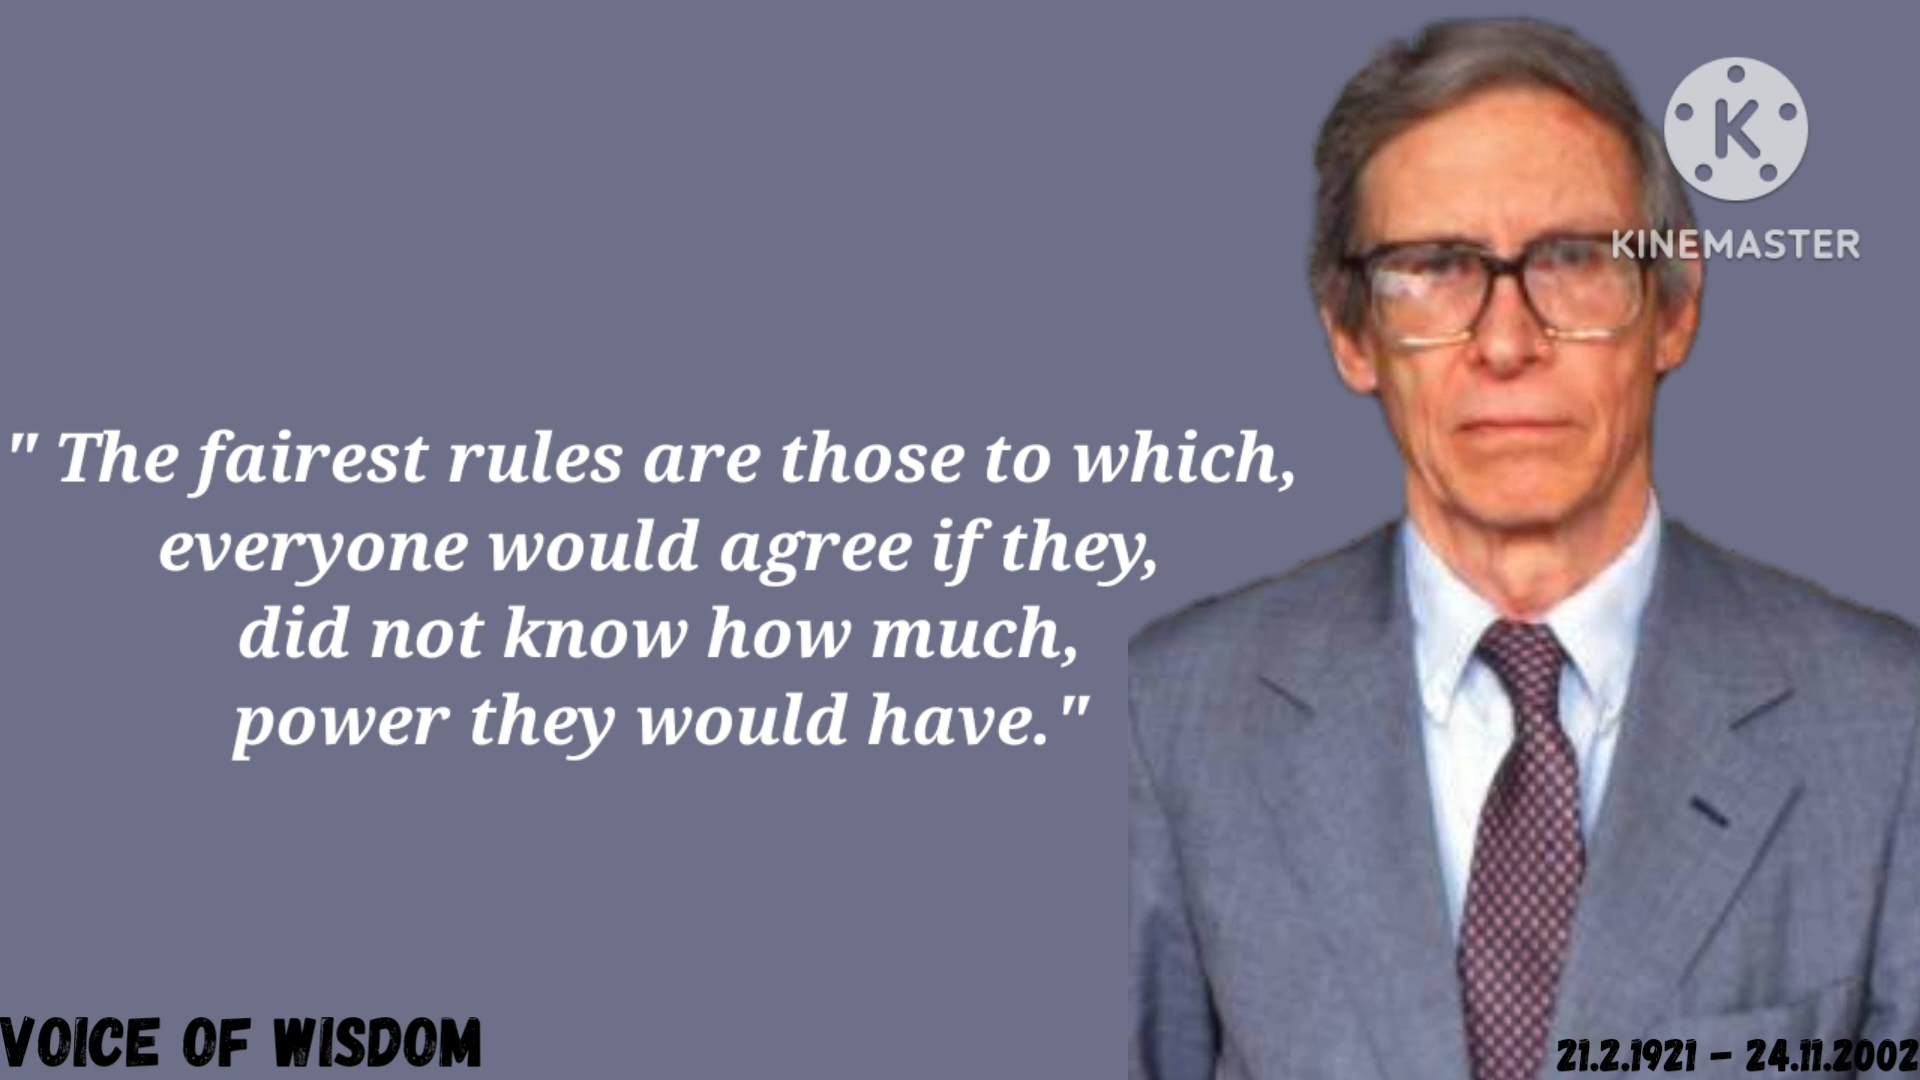 K
KINEMASTER
" The fairest rules are those to which,
everyone would agree if they,
did not know how much,
power they would have."
VOICE OF WISDOM
21.2.1921 – 24.11.2002